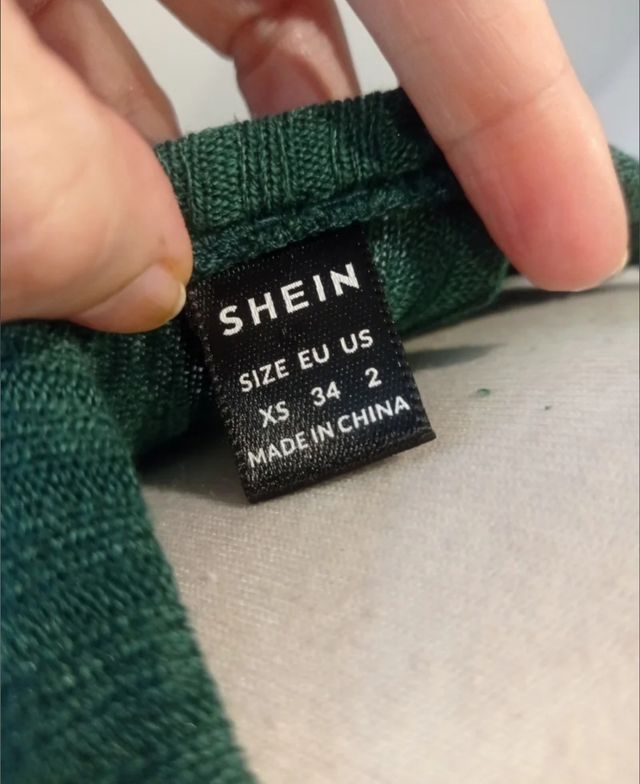 SHEIN
SIZE EU US
XS 34 2
MADE IN CHINA